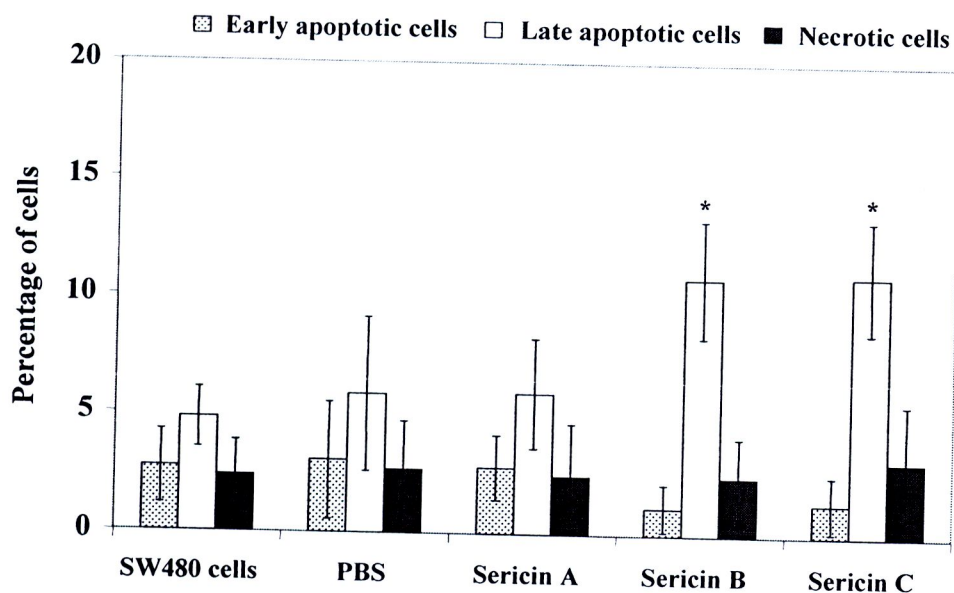 Early apoptotic cells Late apoptotic cells Necrotic cells
20
15
10
5
0
Percentage of cells
*
*
SW480 cells PBS Sericin A Sericin B Sericin C